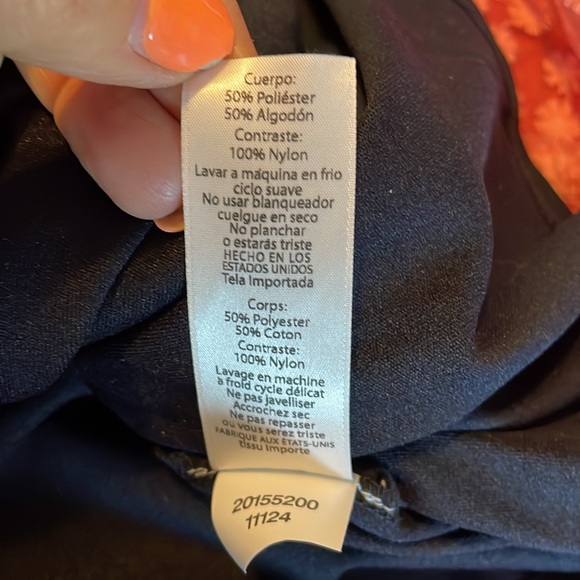 Cuerpo:
50% Poliéster
50% Algodón
Contraste:
100% Nylon
Lavar a máquina en frio
ciclo suave
No usar blanqueador
cuelgue en seco
No planchar
o estarás triste
HECHO EN LOS
ESTADOS UNIDOS
Tela Importada
Corps:
50% Polyester
50% Coton
Contraste:
100% Nylon
Lavage en machine
à froid cycle délicat
Ne pas javelliser
Accrochez sec
Ne pas repasser
ou vous serez triste
FABRIQUE AUX ÉTATS-UNIS
tissu importe
20155200
11124